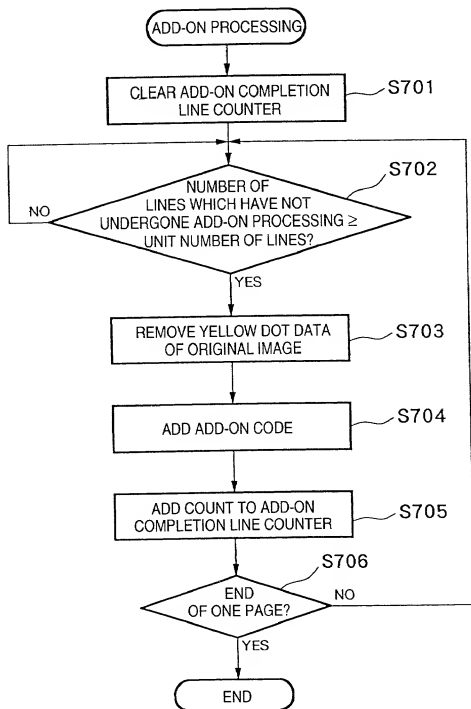 ADD-ON PROCESSING
CLEAR ADD-ON COMPLETION
LINE COUNTER
S701
NUMBER OF
LINES WHICH HAVE NOT
UNDERGONE ADD-ON PROCESSING ≥
UNIT NUMBER OF LINES?
S702
NO
YES
REMOVE YELLOW DOT DATA
OF ORIGINAL IMAGE
S703
ADD ADD-ON CODE
S704
ADD COUNT TO ADD-ON
COMPLETION LINE COUNTER
S705
S706
END
OF ONE PAGE?
NO
YES
END